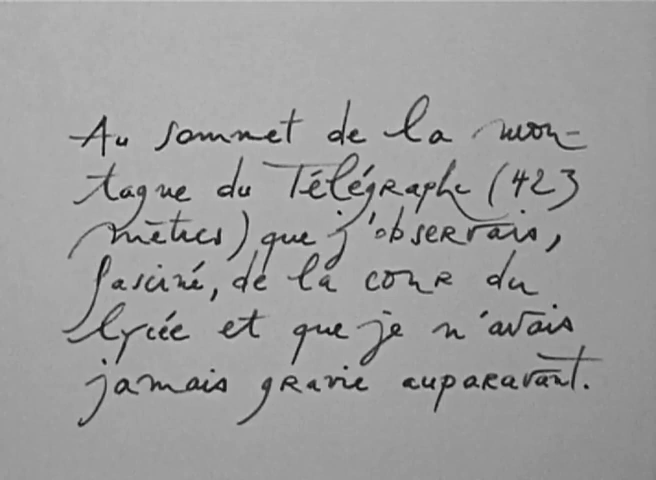 Au sommet de la mon-
tagne du Télégraphe (423
mètres) que j'observais,
fasciné, de la cour du
lycée et que je n'avais
jamais gravie auparavant.